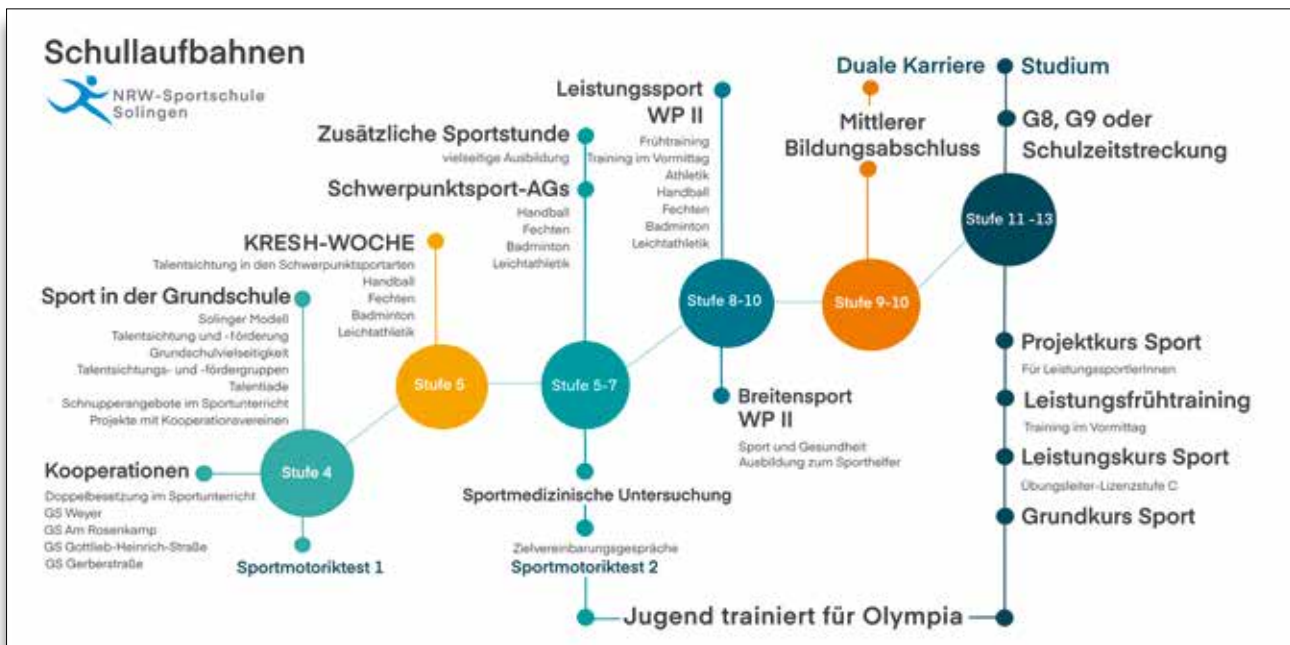 Schullaufbahnen
NRW-Sportschule
Solingen
Sport in der Grundschule
Solinger Modell
Talentsichtung und -förderung
Grundschulvielseitigkeit
Talentsichtungs- und -fördergruppen
Talentiade
Schnupperangebote im Sportunterricht
Projekte mit Kooperationsvereinen
Kooperationen
Doppelbesetzung im Sportunterricht
GS Weyer
GS Am Rosenkamp
GS Gottlieb-Heinrich-Straße
GS Gerberstraße
Stufe 4
Sportmotoriktest 1
KRESH-WOCHE
Talentsichtung in den Schwerpunktsportarten
Handball
Fechten
Badminton
Leichtathletik
Stufe 5
Zusätzliche Sportstunde
vielseitige Ausbildung
Schwerpunktsport-AGs
Handball
Fechten
Badminton
Leichtathletik
Stufe 5-7
Sportmedizinische Untersuchung
Zielvereinbarungsgespräche
Sportmotoriktest 2
Jugend trainiert für Olympia
Leistungssport
WP II
Frühtraining
Training im Vormittag
Athletik
Handball
Fechten
Badminton
Leichtathletik
Stufe 8-10
Breitensport
WP II
Sport und Gesundheit
Ausbildung zum Sporthelfer
Duale Karriere
Mittlerer
Bildungsabschluss
Stufe 9-10
Studium
G8, G9 oder
Schulzeitstreckung
Stufe 11 -13
Projektkurs Sport
Für LeistungssportlerInnen
Leistungsfrühtraining
Training im Vormittag
Leistungskurs Sport
Übungsleiter-Lizenzstufe C
Grundkurs Sport